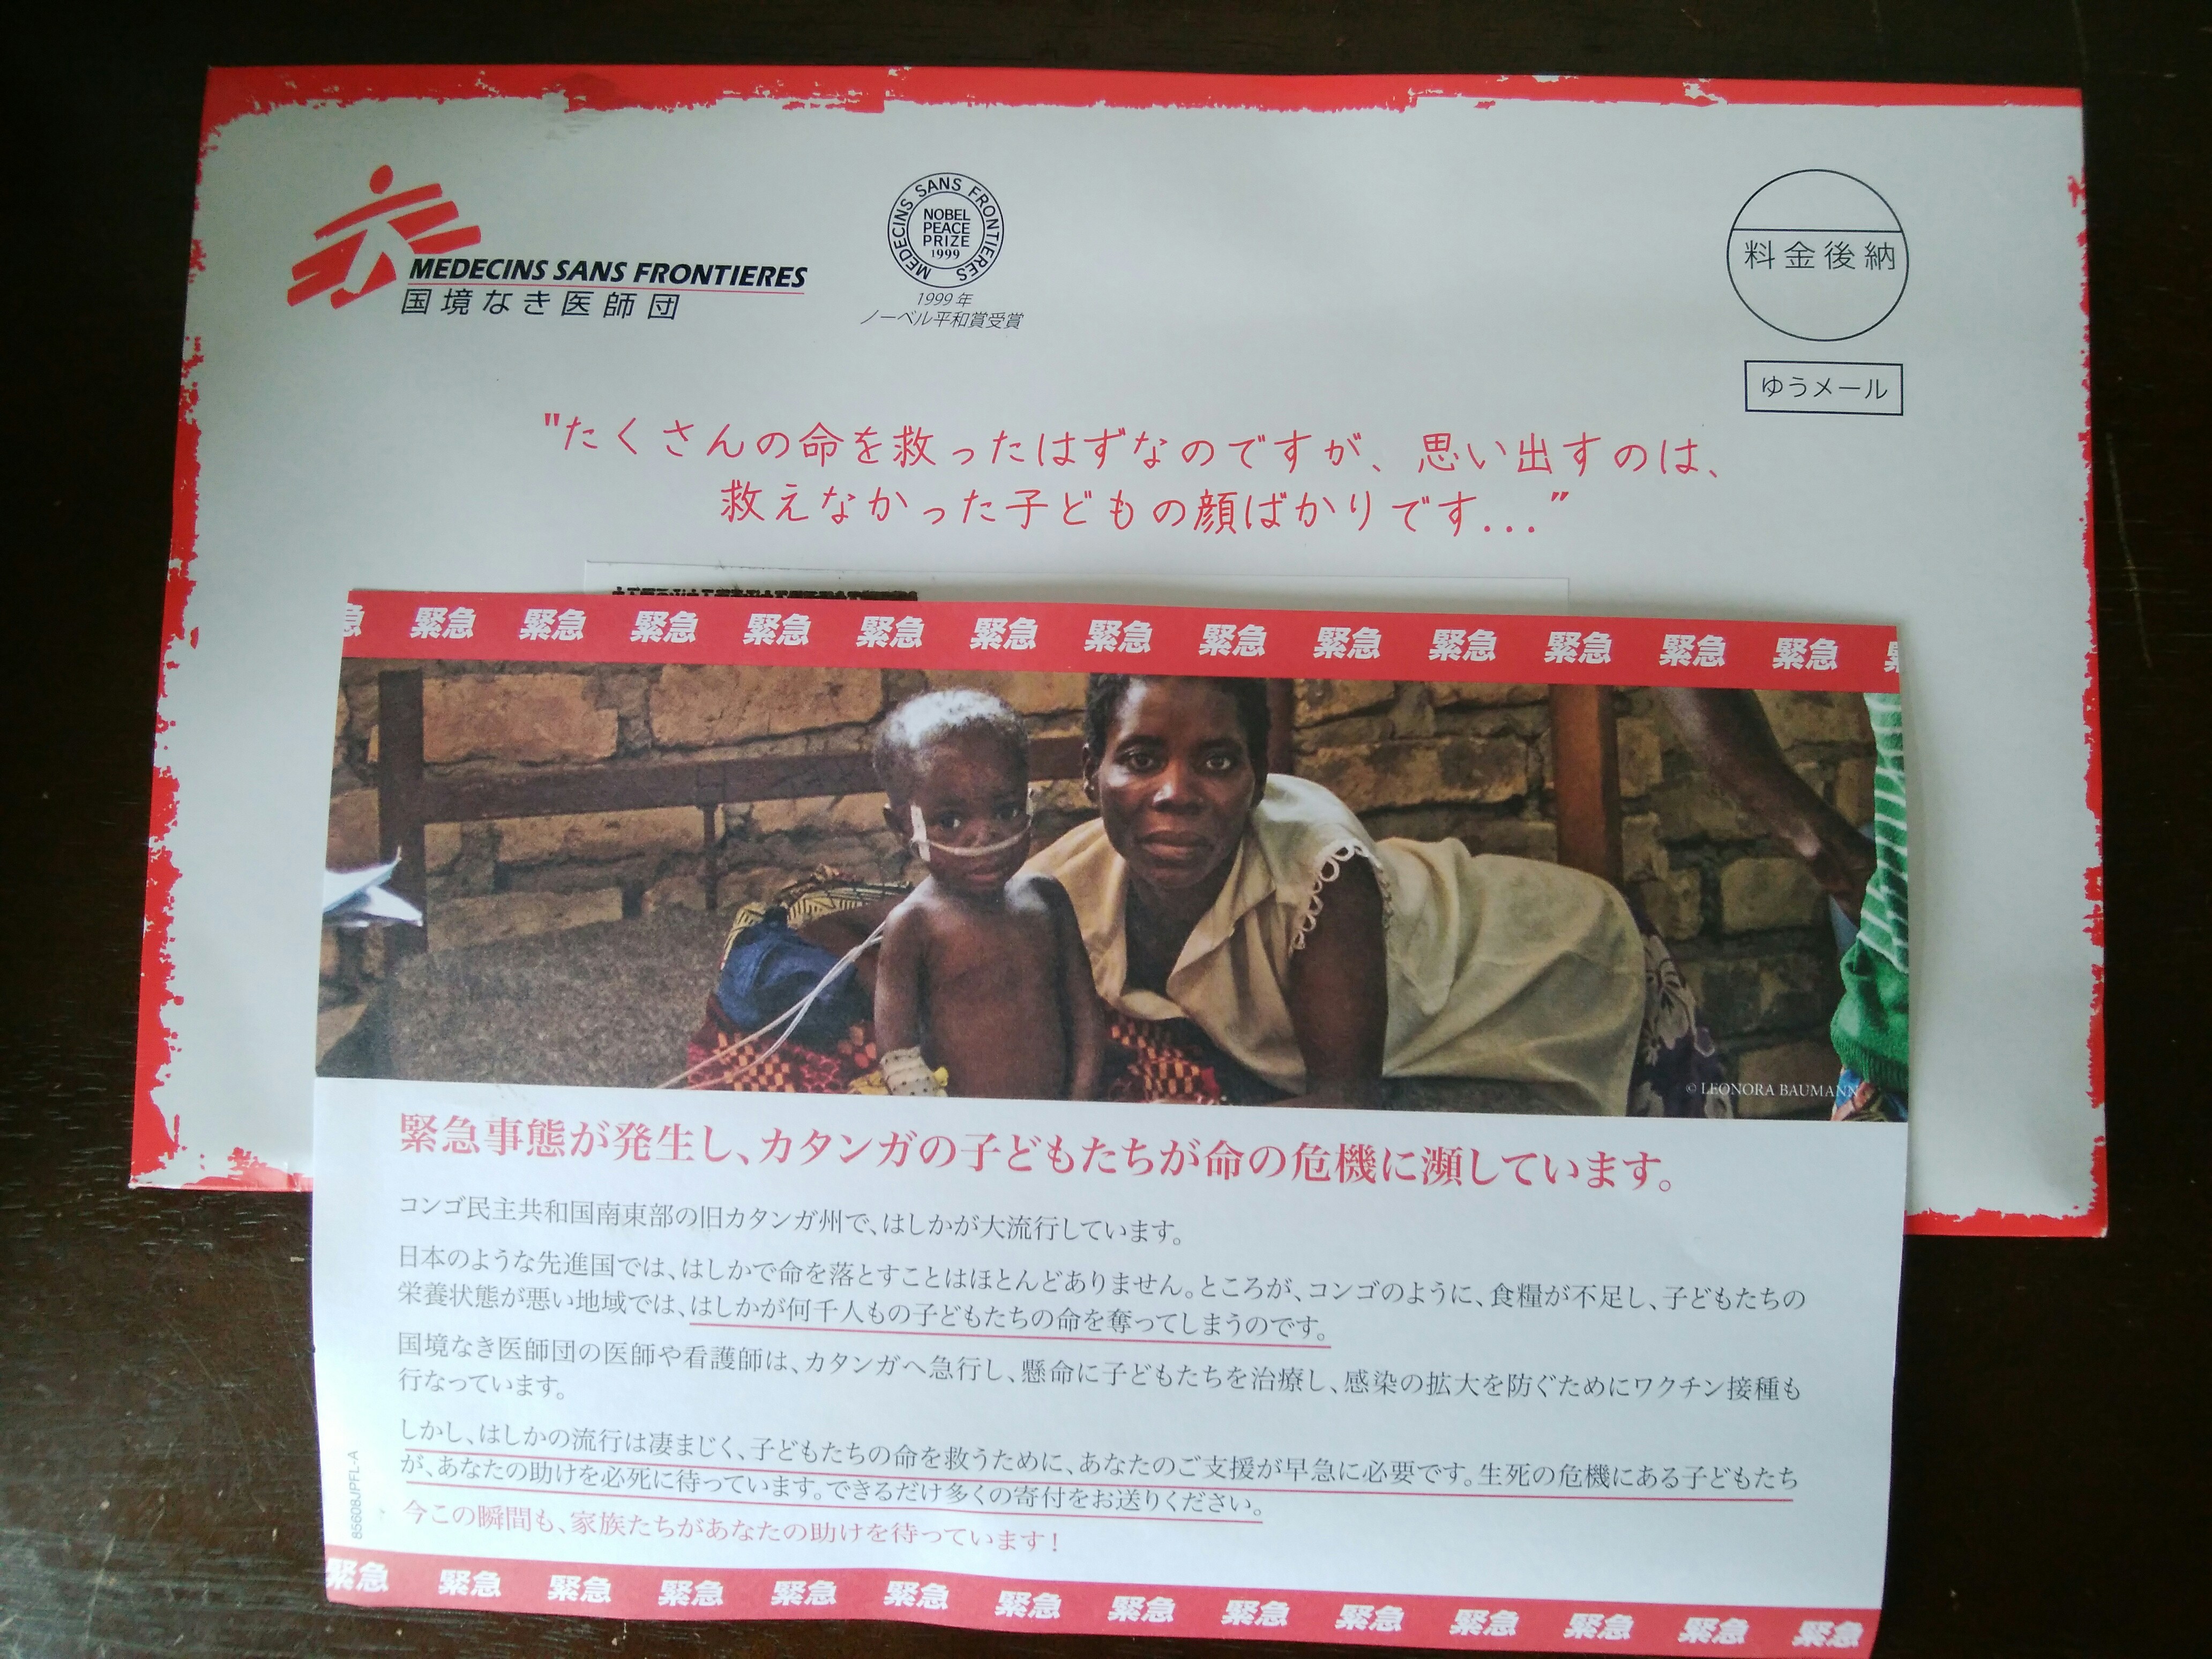 MEDECINS SANS FRONTIERES
国境なき医師団
MEDECINS SANS FRONTIERES
NOBEL
PEACE
PRIZE
1999
1999年
ノーベル平和賞受賞
料金後納
ゆうメール
"たくさんの命を救ったはずなのですが、思い出すのは、
救えなかった子どもの顔ばかりです..."
急 緊急 緊急 緊急 緊急 緊急 緊急 緊急 緊急 緊急 緊急 緊急 緊急 緊急 緊
© LEONORA BAUMANN
緊急事態が発生し、カタンガの子どもたちが命の危機に瀕しています。
コンゴ民主共和国南東部の旧カタンガ州で、はしかが大流行しています。
日本のような先進国では、はしかで命を落とすことはほとんどありません。ところが、コンゴのように、食糧が不足し、子どもたちの
栄養状態が悪い地域では、はしかが何千人もの子どもたちの命を奪ってしまうのです。
国境なき医師団の医師や看護師は、カタンガへ急行し、懸命に子どもたちを治療し、感染の拡大を防ぐためにワクチン接種も
行なっています。
しかし、はしかの流行は凄まじく、子どもたちの命を救うために、あなたのご支援が早急に必要です。生死の危機にある子どもたち
が、あなたの助けを必死に待っています。できるだけ多くの寄付をお送りください。
今この瞬間も、家族たちがあなたの助けを待っています！
85608JPFL-A
緊急 緊急 緊急 緊急 緊急 緊急 緊急 緊急 緊急 緊急 緊急 緊急 緊急 緊急